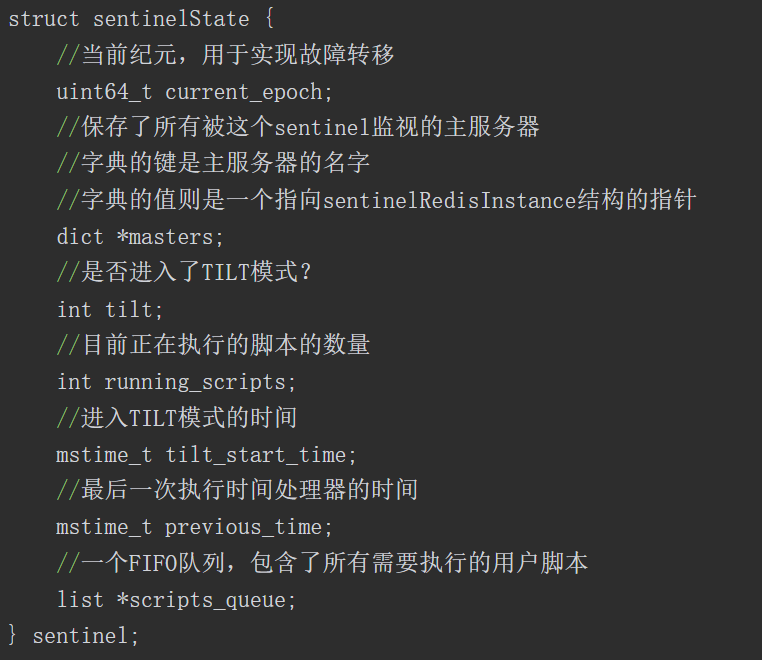 struct sentinelState {
    //当前纪元，用于实现故障转移
    uint64_t current_epoch;
    //保存了所有被这个sentinel监视的主服务器
    //字典的键是主服务器的名字
    //字典的值则是一个指向sentinelRedisInstance结构的指针
    dict *masters;
    //是否进入了TILT模式？
    int tilt;
    //目前正在执行的脚本的数量
    int running_scripts;
    //进入TILT模式的时间
    mstime_t tilt_start_time;
    //最后一次执行时间处理器的时间
    mstime_t previous_time;
    //一个FIFO队列，包含了所有需要执行的用户脚本
    list *scripts_queue;
} sentinel;